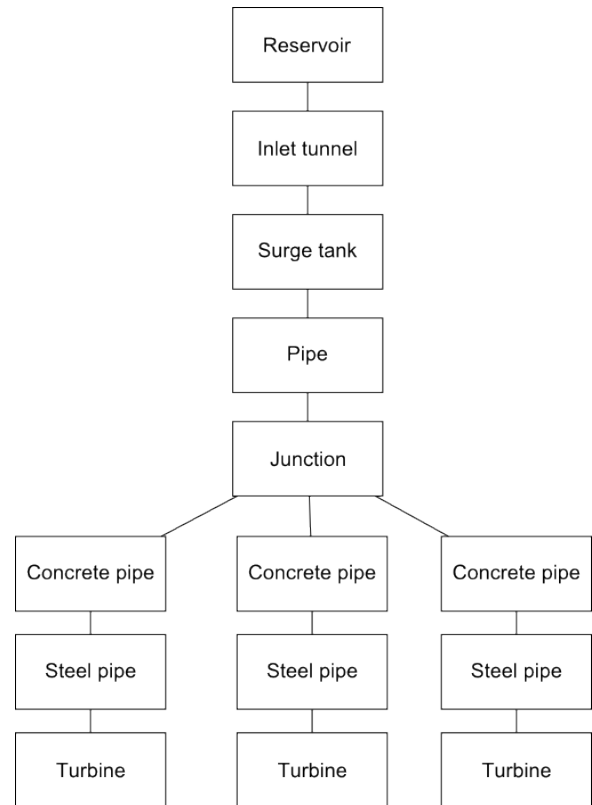 Reservoir
Inlet tunnel
Surge tank
Pipe
Junction
Concrete pipe
Concrete pipe
Concrete pipe
Steel pipe
Steel pipe
Steel pipe
Turbine
Turbine
Turbine